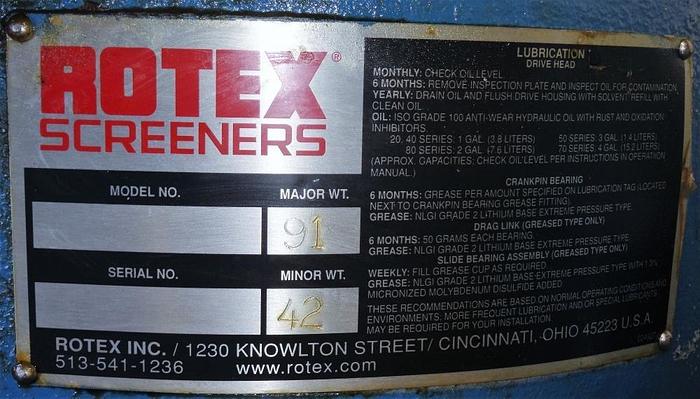 ROTEX®
SCREENERS
MODEL NO.
MAJOR WT.
91
SERIAL NO.
MINOR WT.
42
ROTEX INC. / 1230 KNOWLTON STREET/ CINCINNATI, OHIO 45223 U.S.A.
513-541-1236
www.rotex.com
LUBRICATION
DRIVE HEAD
MONTHLY: CHECK OIL LEVEL
6 MONTHS: REMOVE INSPECTION PLATE AND INSPECT OIL FOR CONTAMINATION
YEARLY: DRAIN OIL AND FLUSH DRIVE HOUSING WITH SOLVENT. REFILL WITH
CLEAN OIL.
OIL: ISO GRADE 100 ANTI-WEAR HYDRAULIC OIL WITH RUST AND OXIDATION
INHIBITORS.
20, 40 SERIES: 1 GAL. (3.8 LITERS) 50 SERIES: 3 GAL. (11.4 LITERS)
80 SERIES: 2 GAL. (7.6 LITERS) 70 SERIES: 4 GAL. (15.2 LITERS)
(APPROX. CAPACITIES: CHECK OIL LEVEL PER INSTRUCTIONS IN OPERATION
MANUAL.)
CRANKPIN BEARING
6 MONTHS: GREASE PER AMOUNT SPECIFIED ON LUBRICATION TAG (LOCATED
NEXT TO CRANKPIN BEARING GREASE FITTING).
GREASE: NLGI GRADE 2 LITHIUM BASE EXTREME PRESSURE TYPE
DRAG LINK (GREASED TYPE ONLY)
6 MONTHS: 50 GRAMS EACH BEARING.
GREASE: NLGI GRADE 2 LITHIUM BASE EXTREME PRESSURE TYPE
SLIDE BEARING ASSEMBLY (GREASED TYPE ONLY)
WEEKLY: FILL GREASE CUP AS REQUIRED
GREASE: NLGI GRADE 2 LITHIUM BASE EXTREME PRESSURE TYPE WITH
MICRONIZED MOLYBDENUM DISULFIDE ADDED
THESE RECOMMENDATIONS ARE BASED ON NORMAL OPERATING CONDITIONS AND
ENVIRONMENTS. MORE FREQUENT LUBRICATION AND/OR SPECIAL LUBRICANTS
MAY BE REQUIRED FOR YOUR INSTALLATION.